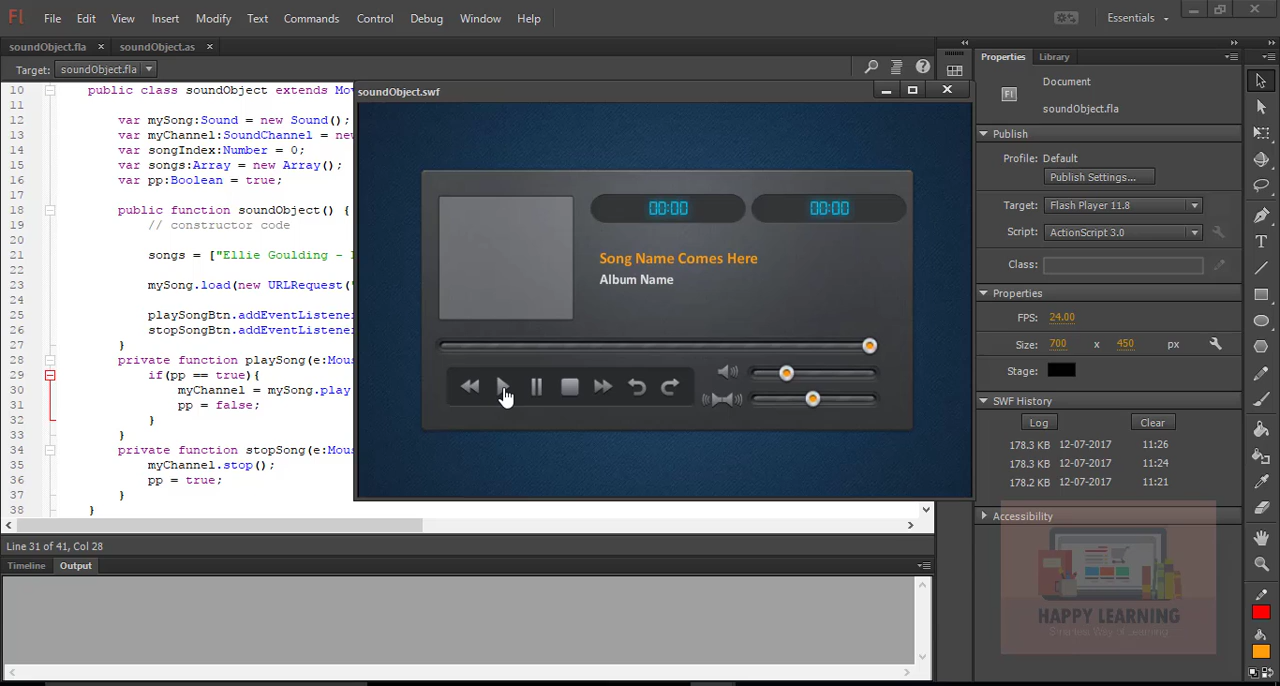 Fl File Edit View Insert Modify Text Commands Control Debug Window Help Essentials
soundObject.fla × soundObject.as ×
Target: soundObject.fla
10 public class soundObject extends Mov
11
12 var mySong:Sound = new Sound();
13 var myChannel:SoundChannel = new
14 var songIndex:Number = 0;
15 var songs:Array = new Array();
16 var pp:Boolean = true;
17
18 public function soundObject() {
19 // constructor code
20
21 songs = ["Ellie Goulding -
22
23 mySong.load(new URLRequest(
24
25 playSongBtn.addEventListener
26 stopSongBtn.addEventListener
27 }
28 private function playSong(e:Mous
29 if(pp == true){
30 myChannel = mySong.play
31 pp = false;
32 }
33 }
34 private function stopSong(e:Mous
35 myChannel.stop();
36 pp = true;
37 }
38 }
Line 31 of 41, Col 28
Timeline Output
soundObject.swf
00:00 00:00
Song Name Comes Here
Album Name
Properties Library
Document
Fl soundObject.fla
Publish
Profile: Default
Publish Settings...
Target: Flash Player 11.8
Script: ActionScript 3.0
Class:
Properties
FPS: 24.00
Size: 700 x 450 px
Stage:
SWF History
Log Clear
178.3 KB 12-07-2017 11:26
178.3 KB 12-07-2017 11:24
178.2 KB 12-07-2017 11:21
Accessibility
HAPPY LEARNING
Smartest Way of Learning